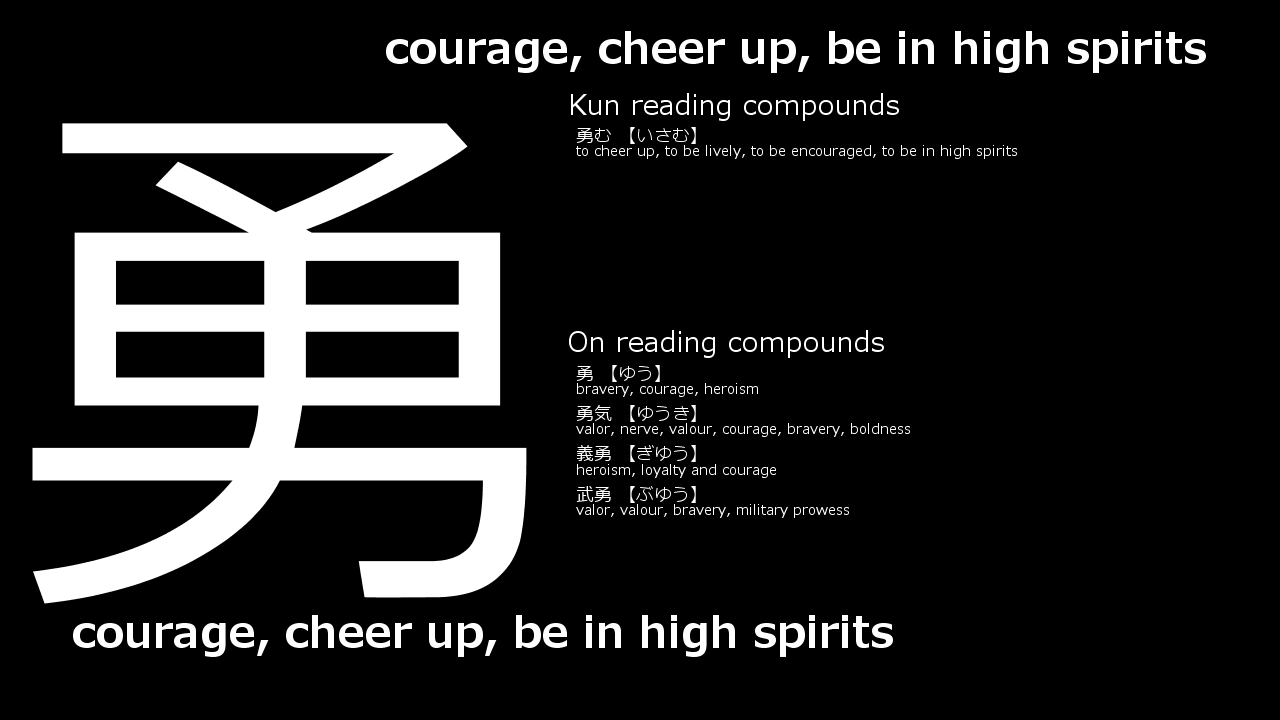 courage, cheer up, be in high spirits
勇
Kun reading compounds
勇む 【いさむ】
to cheer up, to be lively, to be encouraged, to be in high spirits
On reading compounds
勇 【ゆう】
bravery, courage, heroism
勇気 【ゆうき】
valor, nerve, valour, courage, bravery, boldness
義勇 【ぎゆう】
heroism, loyalty and courage
武勇 【ぶゆう】
valor, valour, bravery, military prowess
courage, cheer up, be in high spirits